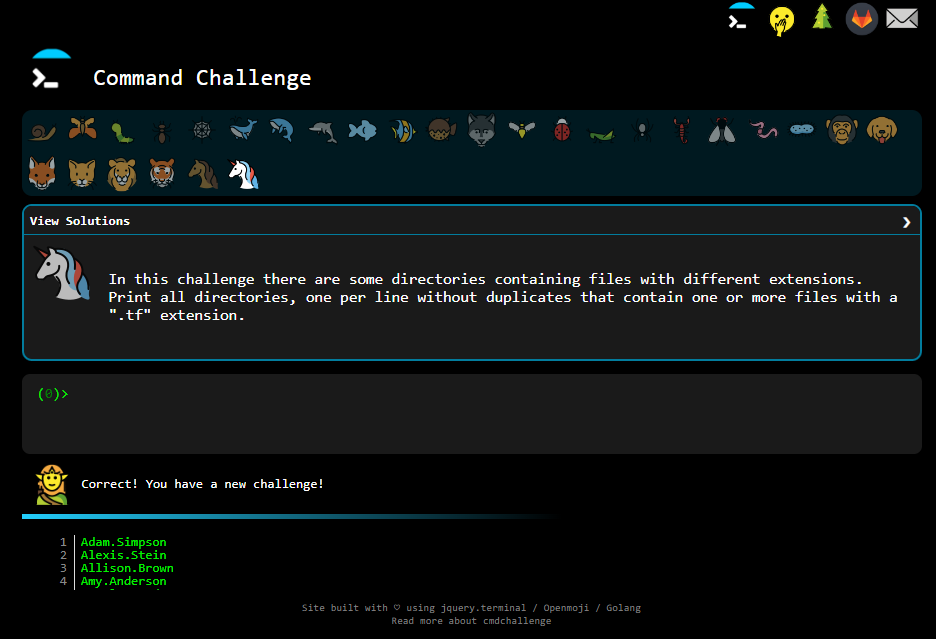 Command Challenge
View Solutions
In this challenge there are some directories containing files with different extensions.
Print all directories, one per line without duplicates that contain one or more files with a
".tf" extension.
(0)>
Correct! You have a new challenge!
1 Adam.Simpson
2 Alexis.Stein
3 Allison.Brown
4 Amy.Anderson
Site built with ♡ using jquery.terminal / Openmoji / Golang
Read more about cmdchallenge